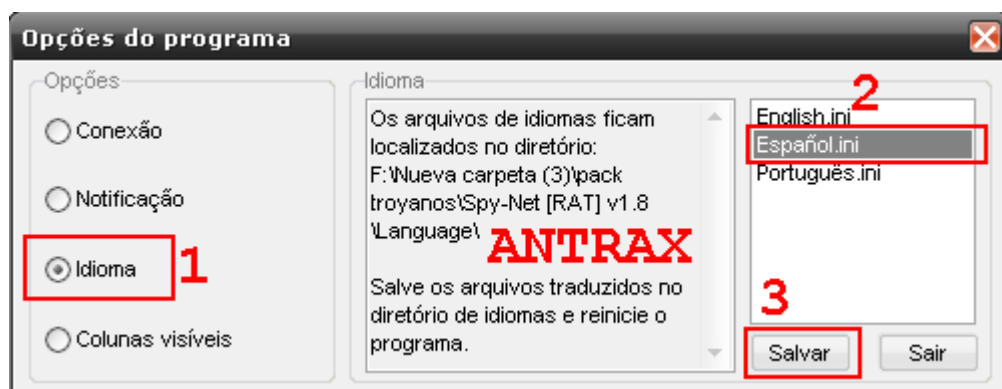 Opções do programa
Opções
Conexão
Notificação
Idioma
1
Colunas visíveis
Idioma
Os arquivos de idiomas ficam
localizados no diretório:
F:\Nueva carpeta (3)\pack
troyanos\Spy-Net [RAT] v1.8
\Language\
ANTRAX
Salve os arquivos traduzidos no
diretório de idiomas e reinicie o
programa.
2
English.ini
Español.ini
Português.ini
3
Salvar
Sair